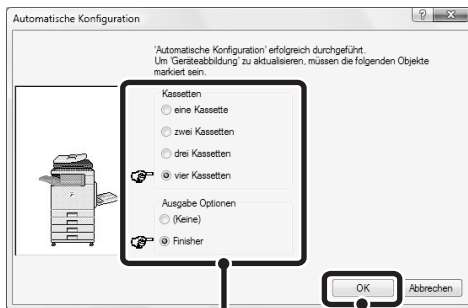 Automatische Konfiguration
'Automatische Konfiguration' erfolgreich durchgeführt.
Um 'Geräteabbildung' zu aktualisieren, müssen die folgenden Objekte
markiert sein.
Kassetten
eine Kassette
zwei Kassetten
drei Kassetten
vier Kassetten
Ausgabe Optionen
(Keine)
Finisher
OK
Abbrechen